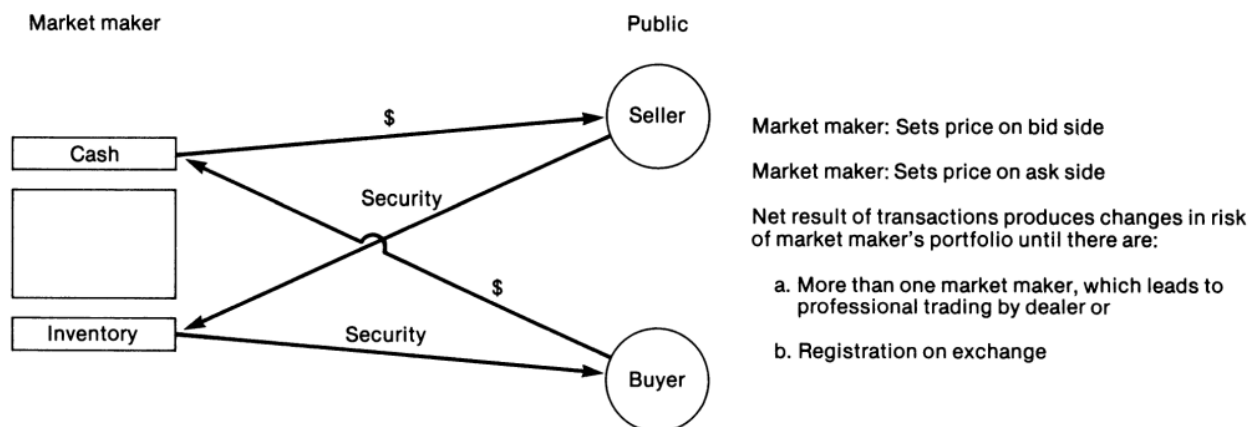 Market maker
Public
$
Seller
Cash
Security
$
Inventory
Security
Buyer
Market maker: Sets price on bid side
Market maker: Sets price on ask side
Net result of transactions produces changes in risk
of market maker's portfolio until there are:
a. More than one market maker, which leads to
professional trading by dealer or
b. Registration on exchange